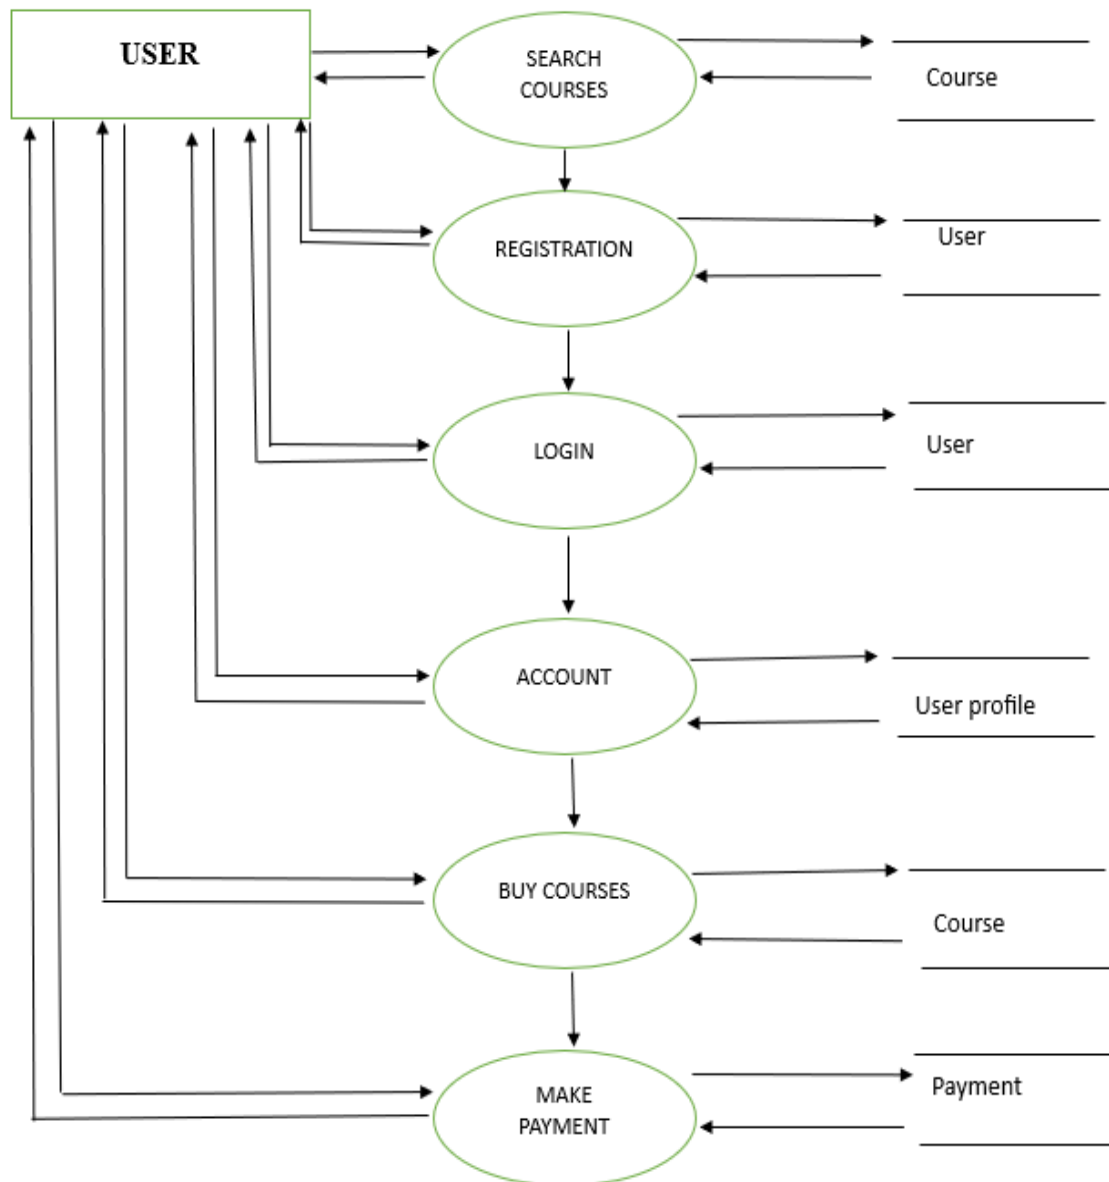 USER
SEARCH
COURSES
Course
REGISTRATION
User
LOGIN
User
ACCOUNT
User profile
BUY COURSES
Course
MAKE
PAYMENT
Payment